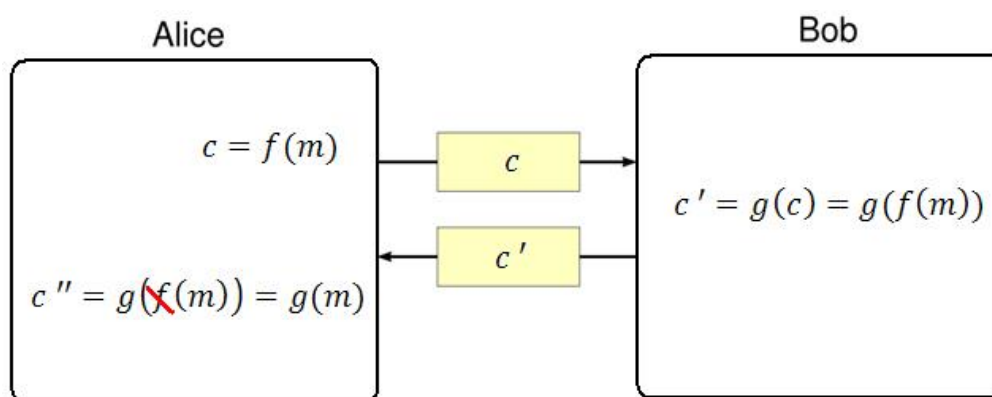 Alice
Bob
c = f(m)
c
c ' = g(c) = g(f(m))
c '
c '' = g(f(m)) = g(m)